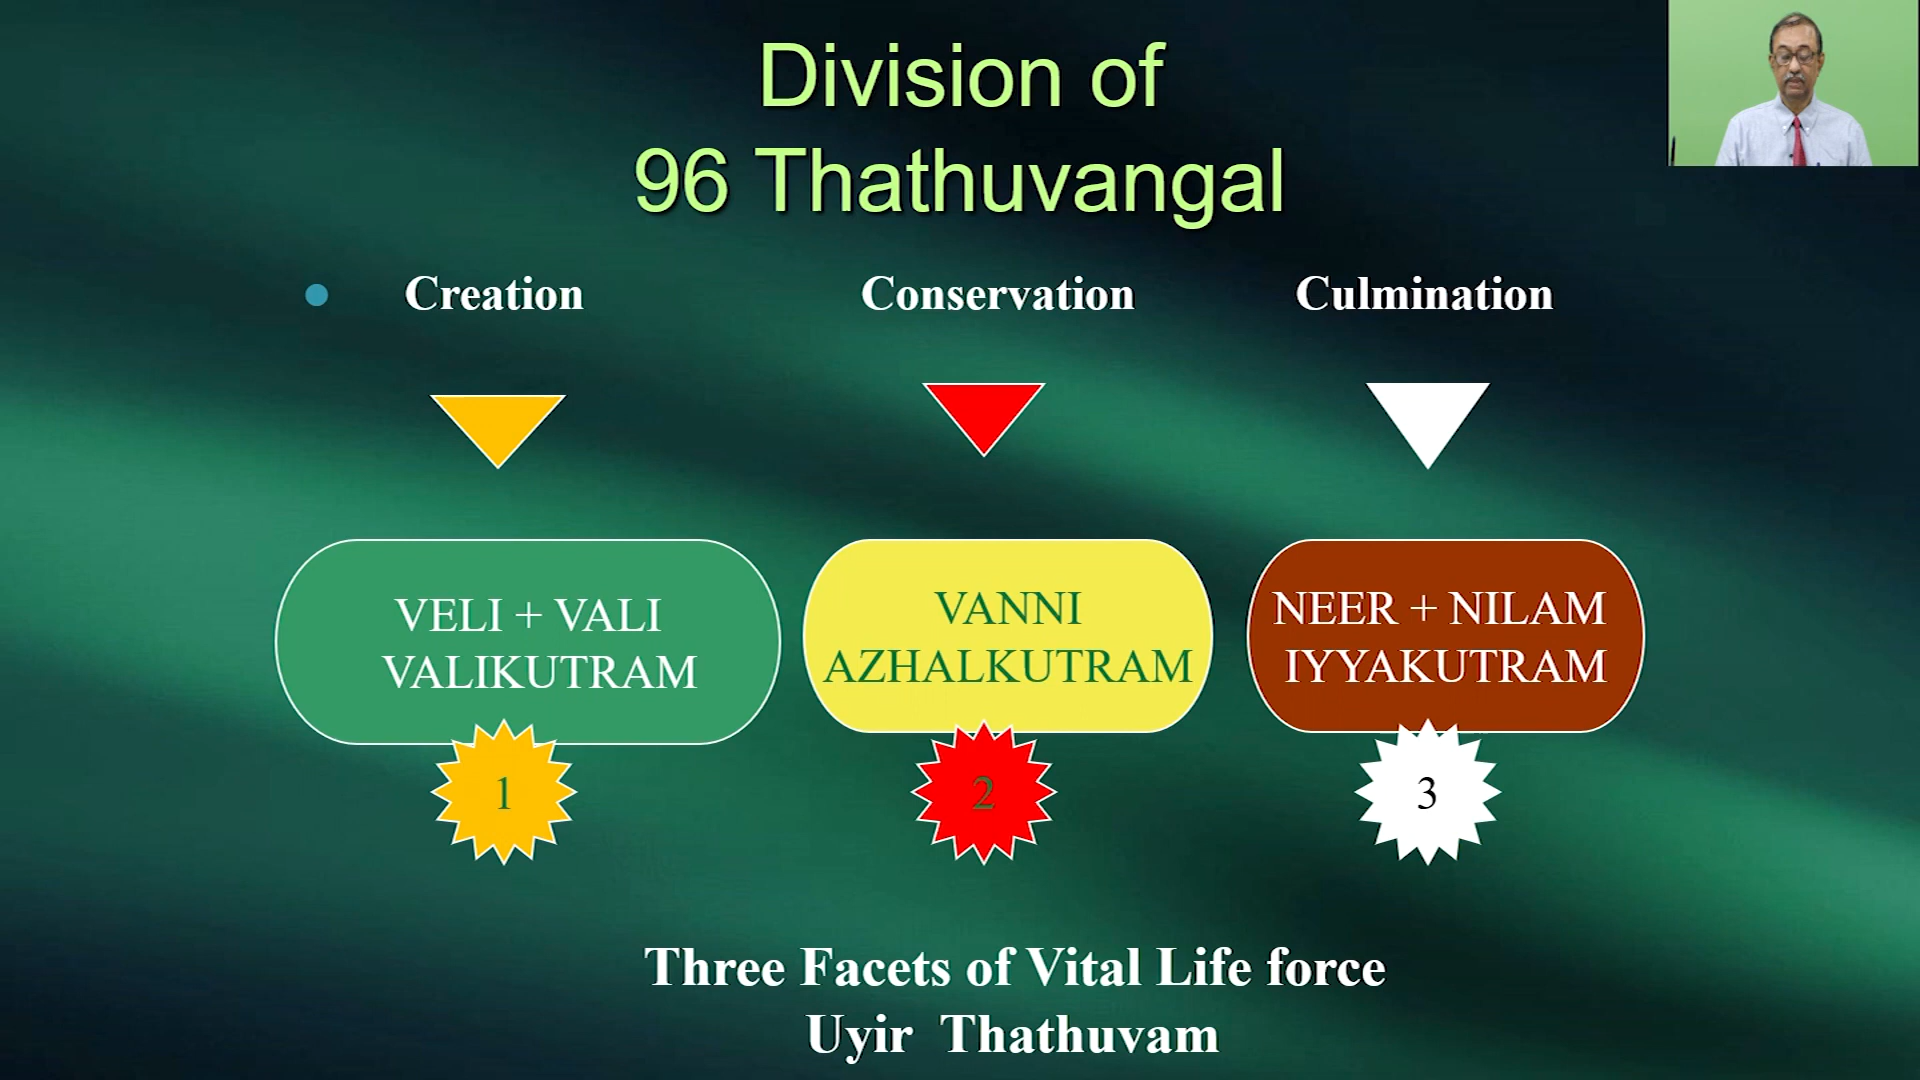 Division of
96 Thathuvangal
Creation Conservation Culmination
VELI + VALI
VALIKUTRAM
VANNI
AZHALKUTRAM
NEER + NILAM
IYYAKUTRAM
1
2
3
Three Facets of Vital Life force
Uyir Thathuvam